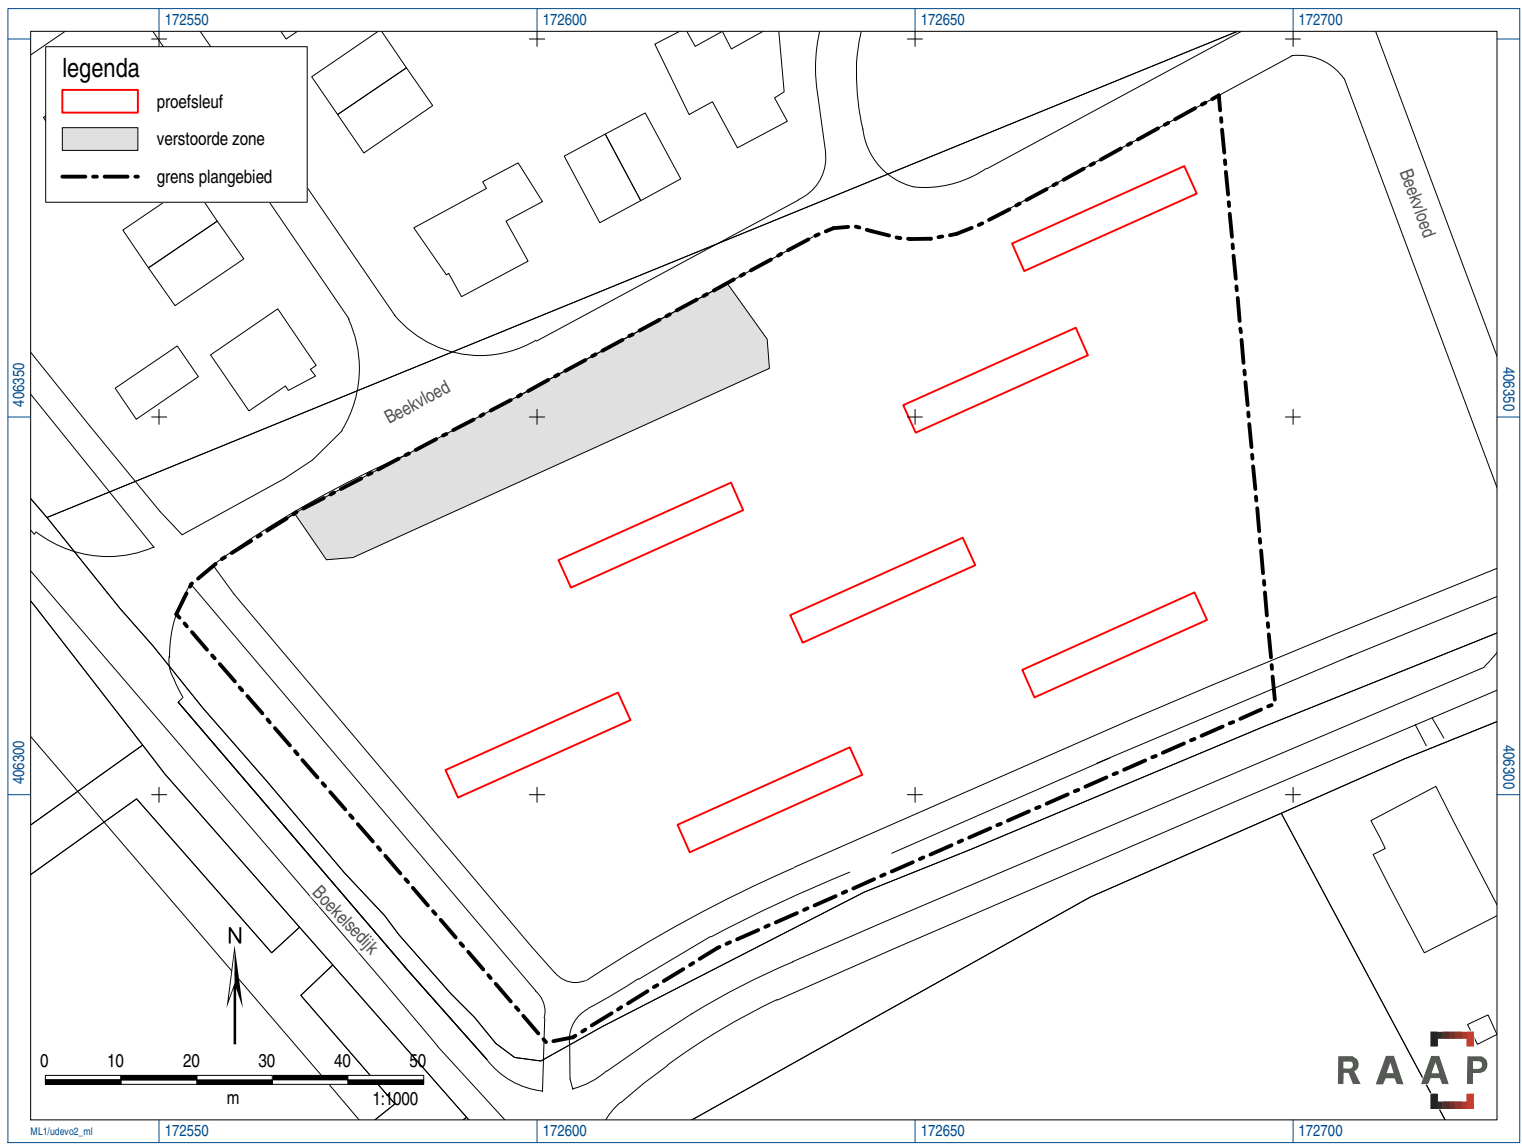 172550
172600
172650
172700
legenda
proefsleuf
verstoorde zone
grens plangebied
Beekvloed
406350
406350
Beekvloed
406300
406300
Boekelsedijk
N
0 10 20 30 40 50
m
1:1000
RAAP
ML1/udevo2_ml
172550
172600
172650
172700